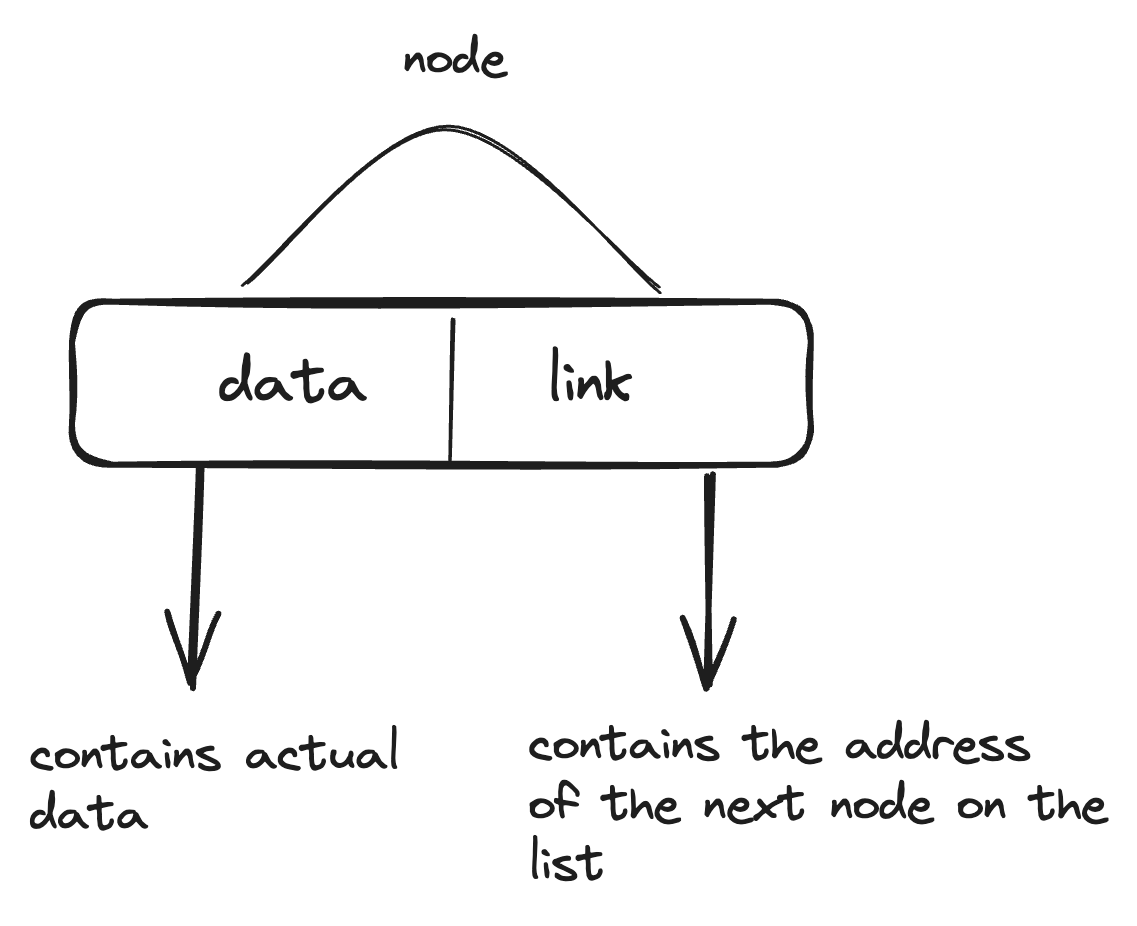 node
data
link
contains actual
data
contains the address
of the next node on the
list